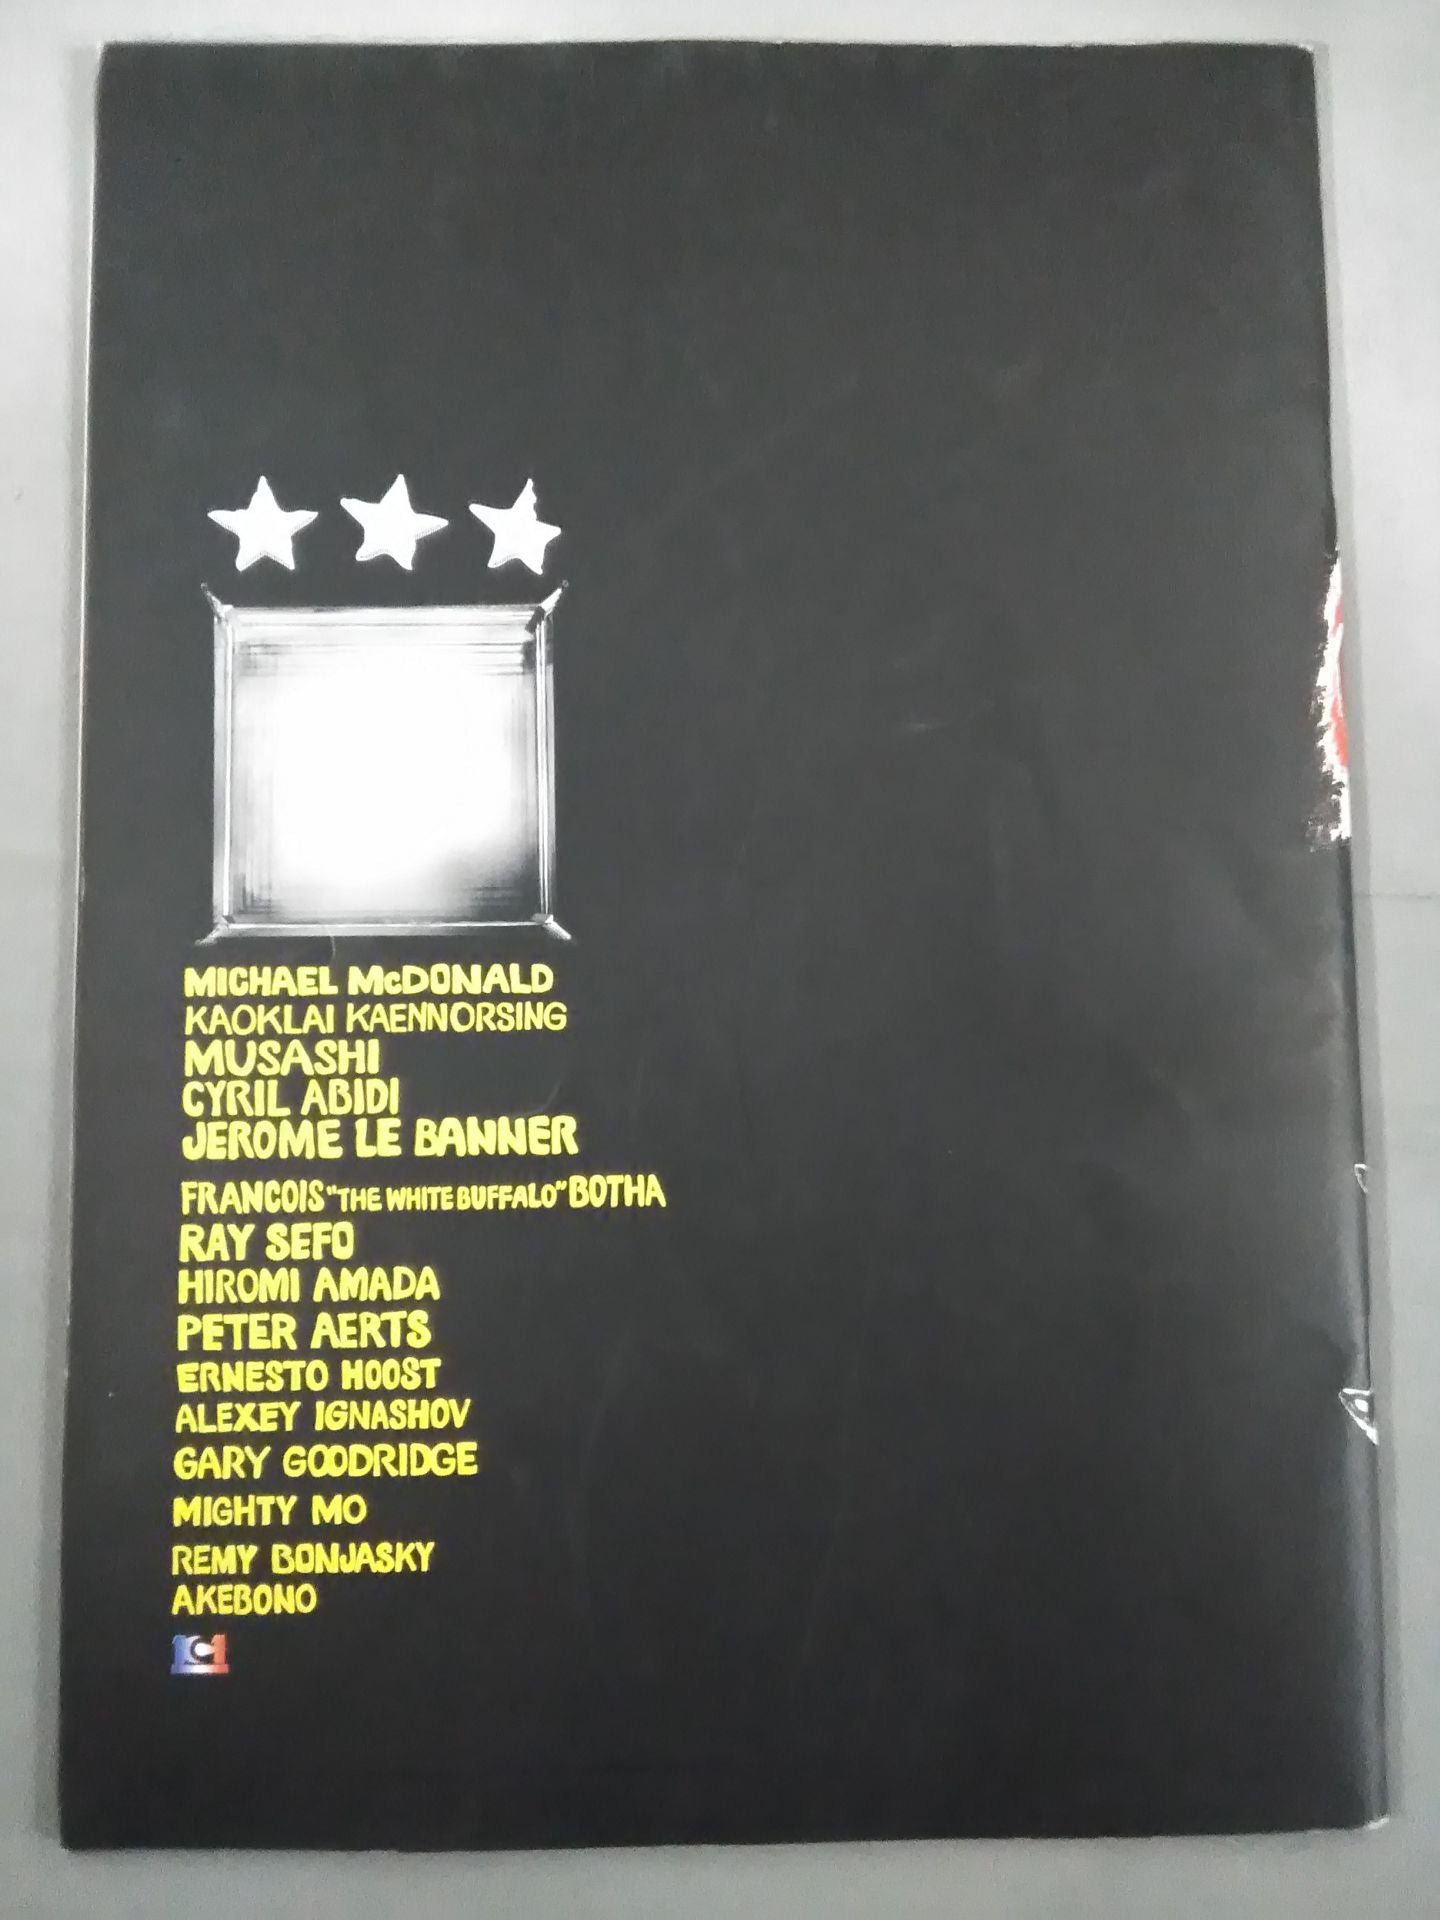 MICHAEL McDONALD
KAOKLAI KAENNORSING
MUSASHI
CYRIL ABIDI
JEROME LE BANNER
FRANCOIS "THE WHITE BUFFALO" BOTHA
RAY SEFO
HIROMI AMADA
PETER AERTS
ERNESTO HOOST
ALEXEY IGNASHOV
GARY GOODRIDGE
MIGHTY MO
REMY BONJASKY
AKEBONO